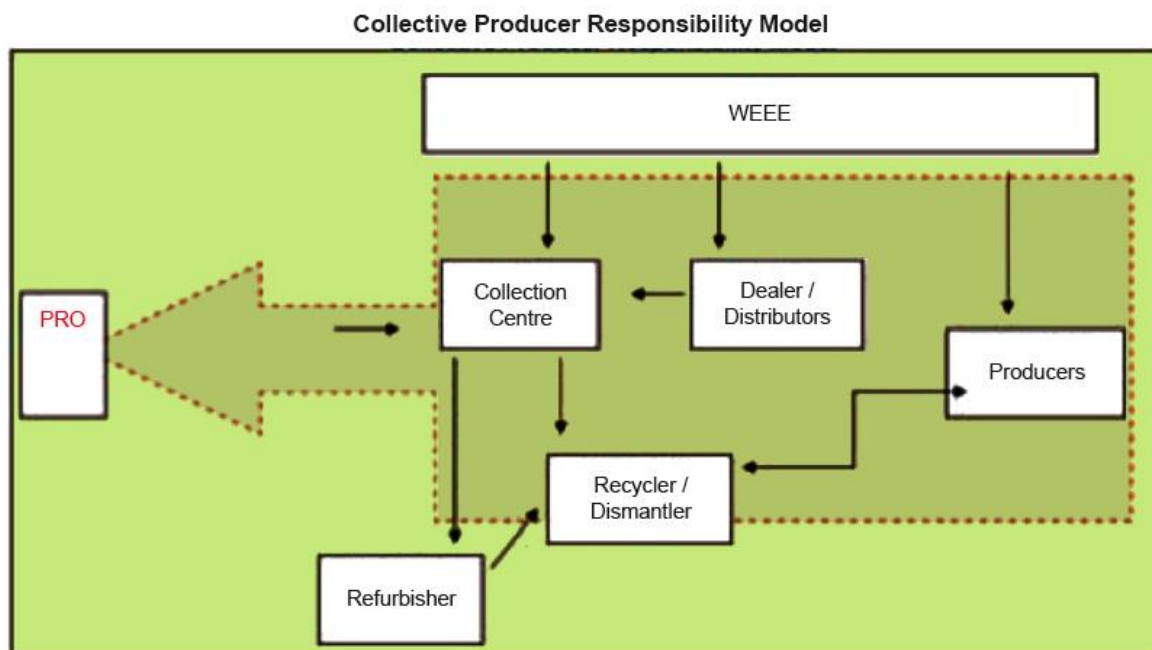 Collective Producer Responsibility Model
WEEE
Collection
Centre
Dealer /
Distributors
PRO
Producers
Recycler /
Dismantler
Refurbisher